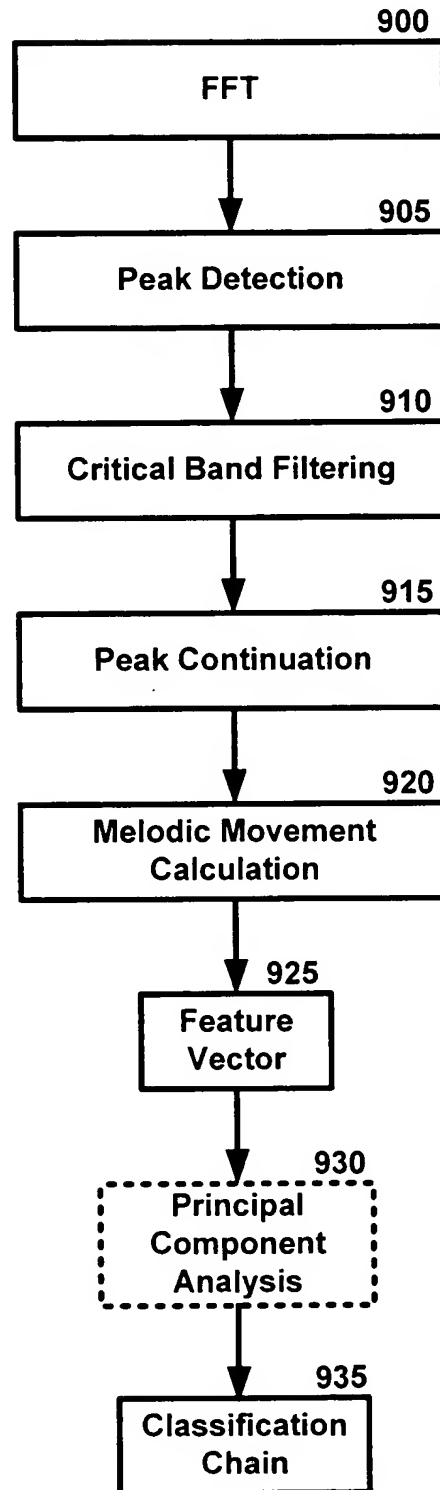 900
FFT
905
Peak Detection
910
Critical Band Filtering
915
Peak Continuation
920
Melodic Movement
Calculation
925
Feature
Vector
930
Principal
Component
Analysis
935
Classification
Chain